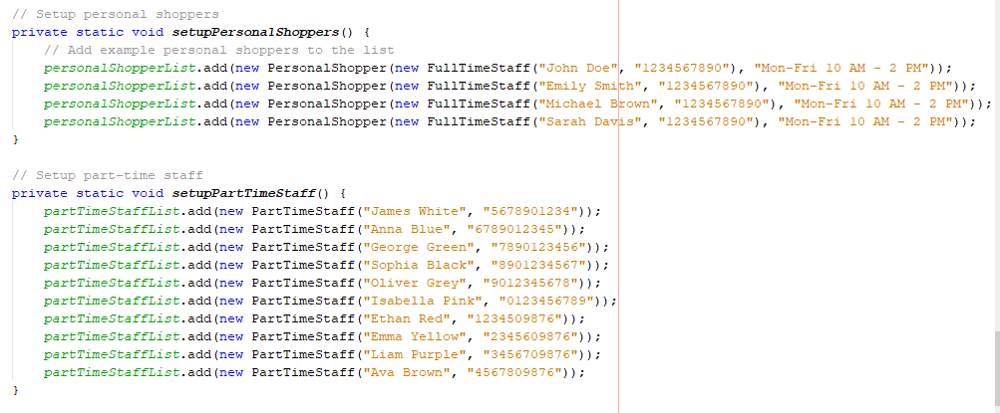 // Setup personal shoppers
private static void setupPersonalShoppers() {
// Add example personal shoppers to the list
personalShopperList.add(new PersonalShopper(new FullTimeStaff("John Doe", "1234567890"), "Mon-Fri 10 AM - 2 PM"));
personalShopperList.add(new PersonalShopper(new FullTimeStaff("Emily Smith", "1234567890"), "Mon-Fri 10 AM - 2 PM"));
personalShopperList.add(new PersonalShopper(new FullTimeStaff("Michael Brown", "1234567890"), "Mon-Fri 10 AM - 2 PM"));
personalShopperList.add(new PersonalShopper(new FullTimeStaff("Sarah Davis", "1234567890"), "Mon-Fri 10 AM - 2 PM"));
}
// Setup part-time staff
private static void setupPartTimeStaff() {
partTimeStaffList.add(new PartTimeStaff("James White", "5678901234"));
partTimeStaffList.add(new PartTimeStaff("Anna Blue", "6789012345"));
partTimeStaffList.add(new PartTimeStaff("George Green", "7890123456"));
partTimeStaffList.add(new PartTimeStaff("Sophia Black", "8901234567"));
partTimeStaffList.add(new PartTimeStaff("Oliver Grey", "9012345678"));
partTimeStaffList.add(new PartTimeStaff("Isabella Pink", "0123456789"));
partTimeStaffList.add(new PartTimeStaff("Ethan Red", "1234509876"));
partTimeStaffList.add(new PartTimeStaff("Emma Yellow", "2345609876"));
partTimeStaffList.add(new PartTimeStaff("Liam Purple", "3456709876"));
partTimeStaffList.add(new PartTimeStaff("Ava Brown", "4567809876"));
}